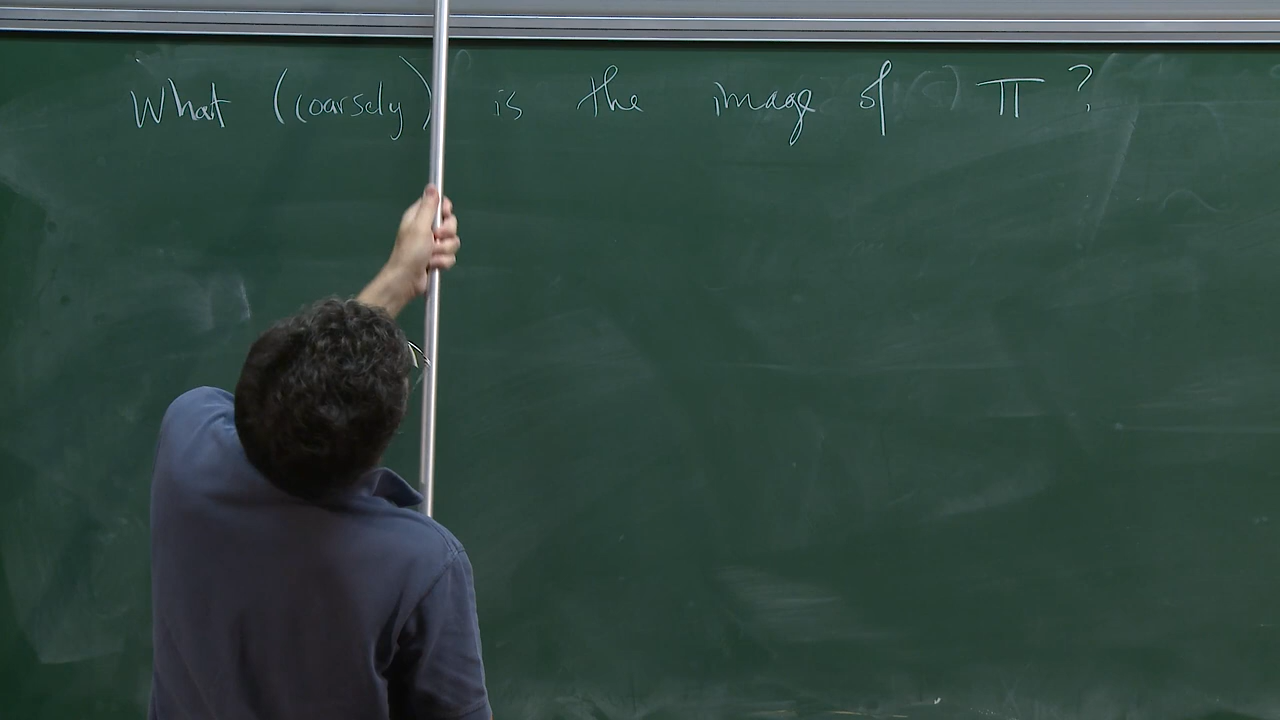 What (coarsely) is the image of π ?